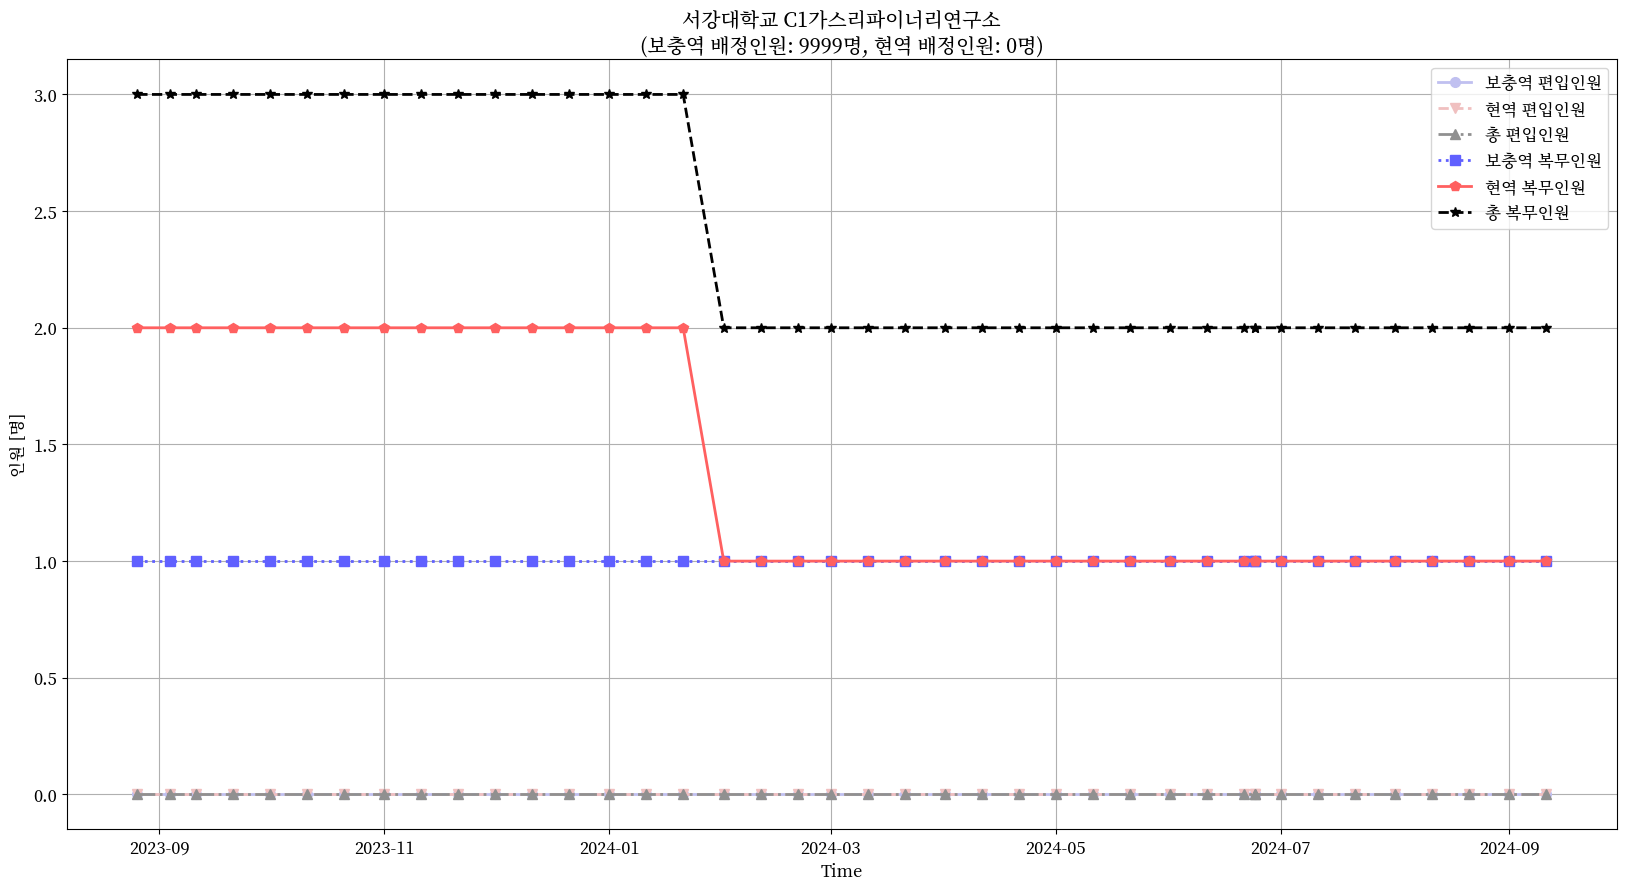 서강대학교 C1가스리파이너리연구소
(보충역 배정인원: 9999명, 현역 배정인원: 0명)
보충역 편입인원
현역 편입인원
총 편입인원
보충역 복무인원
현역 복무인원
총 복무인원
인원 [명]
3.0
2.5
2.0
1.5
1.0
0.5
0.0
2023-09
2023-11
2024-01
2024-03
2024-05
2024-07
2024-09
Time